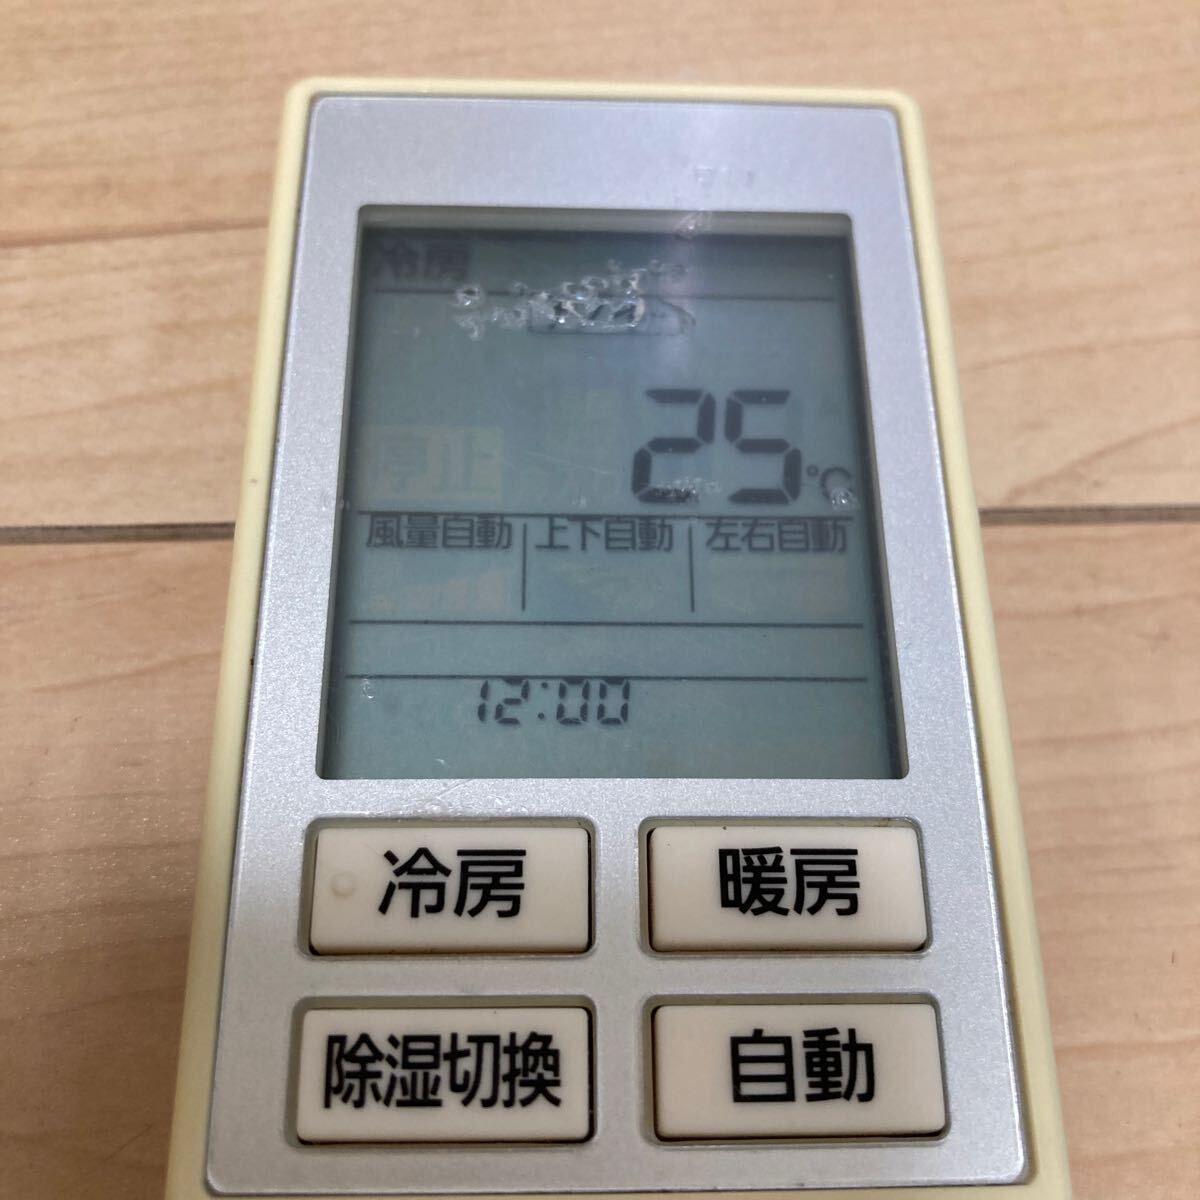 冷房
25℃
停止
風量自動 上下自動 左右自動
12:00
冷房 暖房
除湿切換 自動